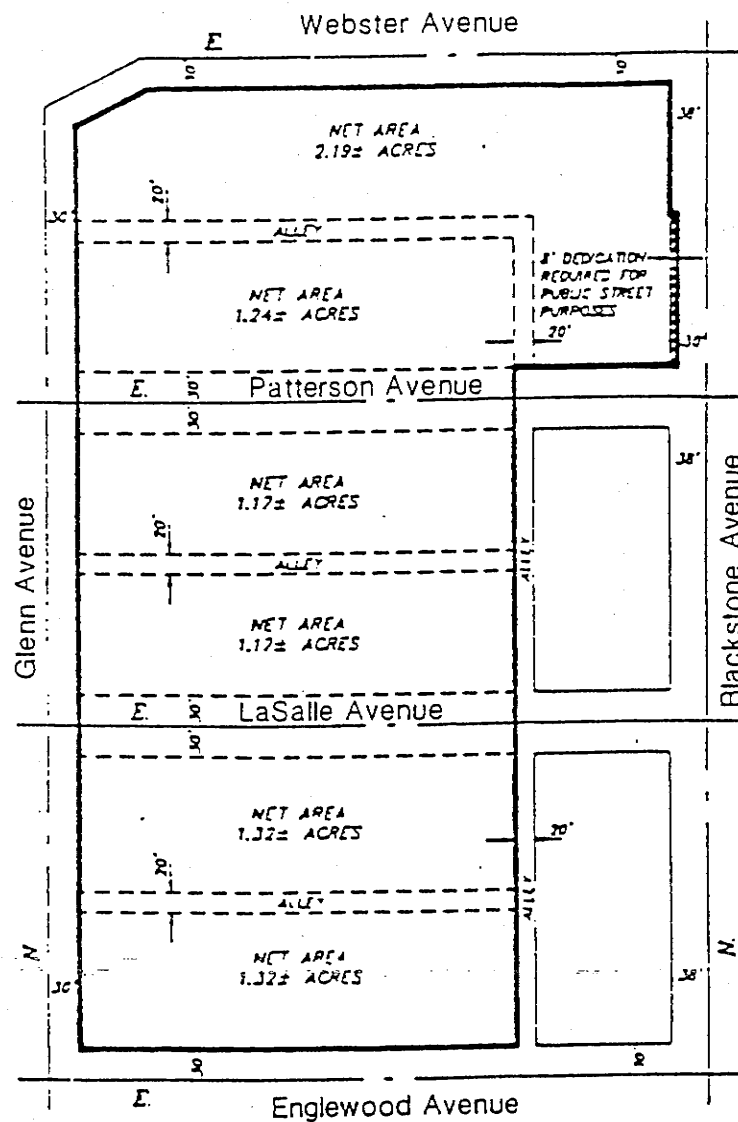 Webster Avenue
E.
30'
30'
38'
NET AREA
2.19± ACRES
20'
30'
ALLEY
8' DEDICATION
REQUIRED FOR
PUBLIC STREET
PURPOSES
NET AREA
1.24± ACRES
20'
30'
E.
30'
Patterson Avenue
30'
38'
NET AREA
1.17± ACRES
20'
ALLEY
ALLEY
Glenn Avenue
Blackstone Avenue
NET AREA
1.17± ACRES
E.
30'
LaSalle Avenue
30'
NET AREA
1.32± ACRES
20'
20'
ALLEY
ALLEY
N.
N.
NET AREA
1.32± ACRES
30'
38'
30
30
E.
Englewood Avenue